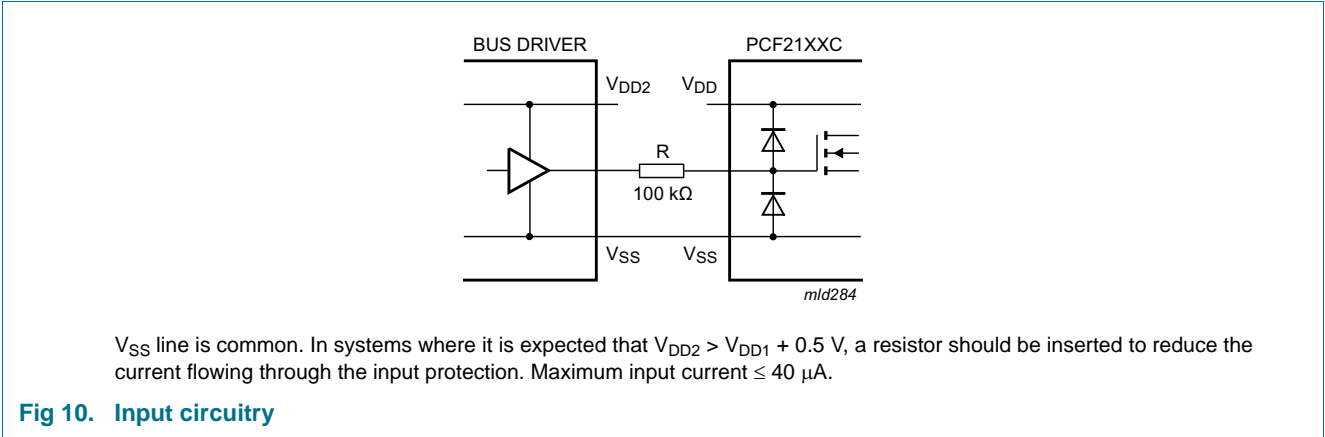 BUS DRIVER
PCF21XXC
VDD2
VDD
R
100 kΩ
VSS
VSS
mld284
VSS line is common. In systems where it is expected that VDD2 > VDD1 + 0.5 V, a resistor should be inserted to reduce the
current flowing through the input protection. Maximum input current ≤ 40 μA.
Fig 10. Input circuitry